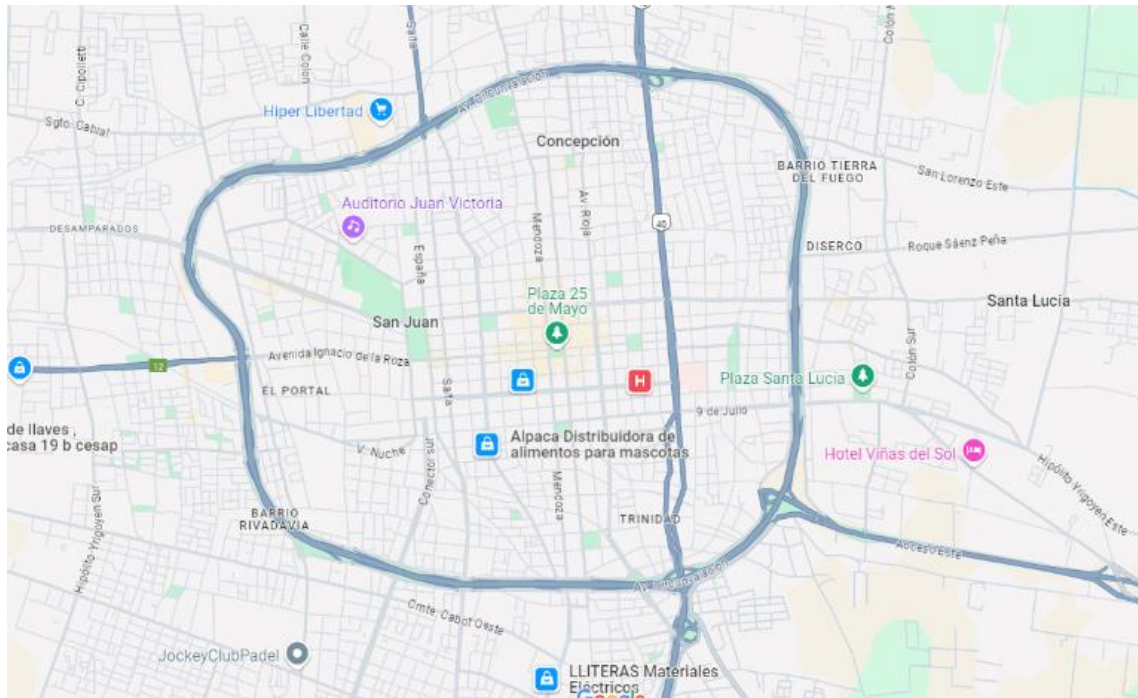 Calle Colon
Salta
Colón N
C. Cipolletti
Hiper Libertad
Av. Circunvalación
Sgto. Cabral
Concepción
BARRIO TIERRA
DEL FUEGO
San Lorenzo Este
Auditorio Juan Victoria
Av. Rioja
Mendoza
40
DESAMPARADOS
España
DISERCO
Roque Sáenz Peña
Plaza 25
de Mayo
Santa Lucía
San Juan
Avenida Ignacio de la Roza
12
Colón Sur
EL PORTAL
Salta
H
Plaza Santa Lucía
9 de Julio
de llaves ,
casa 19 b cesap
V. Nuche
Conector sur
Alpaca Distribuidora de
alimentos para mascotas
Hotel Viñas del Sol
Hipólito Yrigoyen Este
Hipólito Yrigoyen Sur
BARRIO
RIVADAVIA
Mendoza
TRINIDAD
Acceso Este
Av. Circunvalación
Cmte. Cabot Oeste
JockeyClubPadel
LLITERAS Materiales
Eléctricos